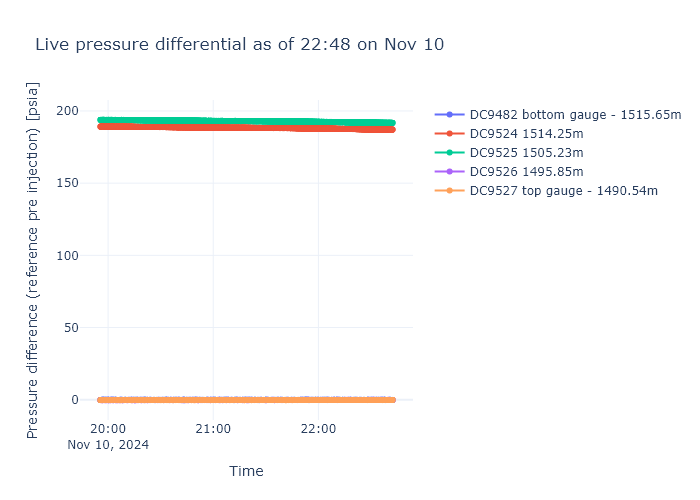 Live pressure differential as of 22:48 on Nov 10
Pressure difference (reference pre injection) [psia]
200
150
100
50
0
20:00
Nov 10, 2024
21:00
22:00
Time
DC9482 bottom gauge - 1515.65m
DC9524 1514.25m
DC9525 1505.23m
DC9526 1495.85m
DC9527 top gauge - 1490.54m